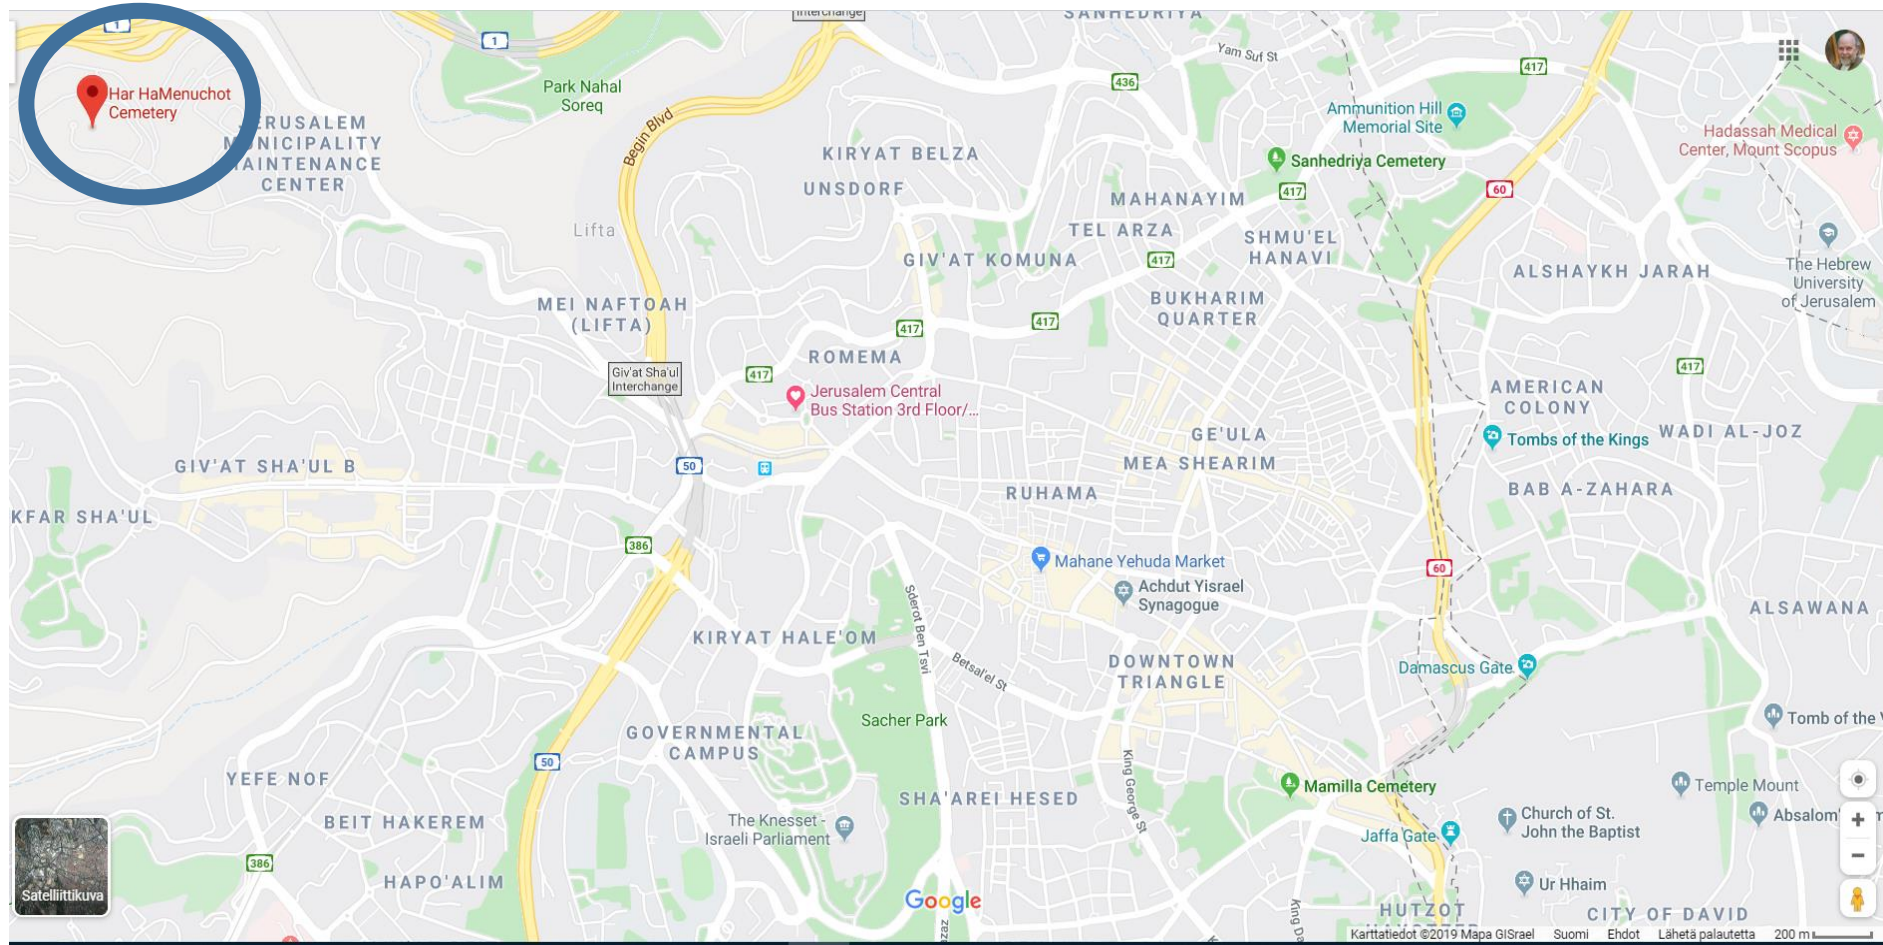 Interchange
SANHEDRIYA
1
1
Yam Suf St
417
Har HaMenuchot
Cemetery
Park Nahal
Soreq
436
Begin Blvd
Ammunition Hill
Memorial Site
Hadassah Medical
Center, Mount Scopus
JERUSALEM
MUNICIPALITY
MAINTENANCE
CENTER
KIRYAT BELZA
UNSDORF
Sanhedriya Cemetery
417
60
MAHANAYIM
TEL ARZA
Lifta
SHMU'EL
HANAVI
GIV'AT KOMUNA
417
ALSHAYKH JARAH
The Hebrew
University
of Jerusalem
MEI NAFTOAH
(LIFTA)
BUKHARIM
QUARTER
417
417
ROMEMA
Giv'at Sha'ul
Interchange
417
417
Jerusalem Central
Bus Station 3rd Floor/...
AMERICAN
COLONY
GE'ULA
MEA SHEARIM
Tombs of the Kings
WADI AL-JOZ
GIV'AT SHA'UL B
50
RUHAMA
BAB A-ZAHARA
KFAR SHA'UL
386
Mahane Yehuda Market
60
Achdut Yisrael
Synagogue
Sderot Ben Tsvi
ALSAWANA
KIRYAT HALE'OM
Betsal'el St
DOWNTOWN
TRIANGLE
Damascus Gate
Sacher Park
Tomb of the
GOVERNMENTAL
CAMPUS
50
King George St
YEFE NOF
SHA'AREI HESED
Mamilla Cemetery
Temple Mount
BEIT HAKEREM
The Knesset -
Israeli Parliament
Church of St.
John the Baptist
Absalom'
Jaffa Gate
386
HAPO'ALIM
Satelliittikuva
Google
Ur Hhaim
King Da
HUTZOT
CITY OF DAVID
zaza
Karttatiedot ©2019 Mapa GISrael Suomi Ehdot Lähetä palautetta 200 m